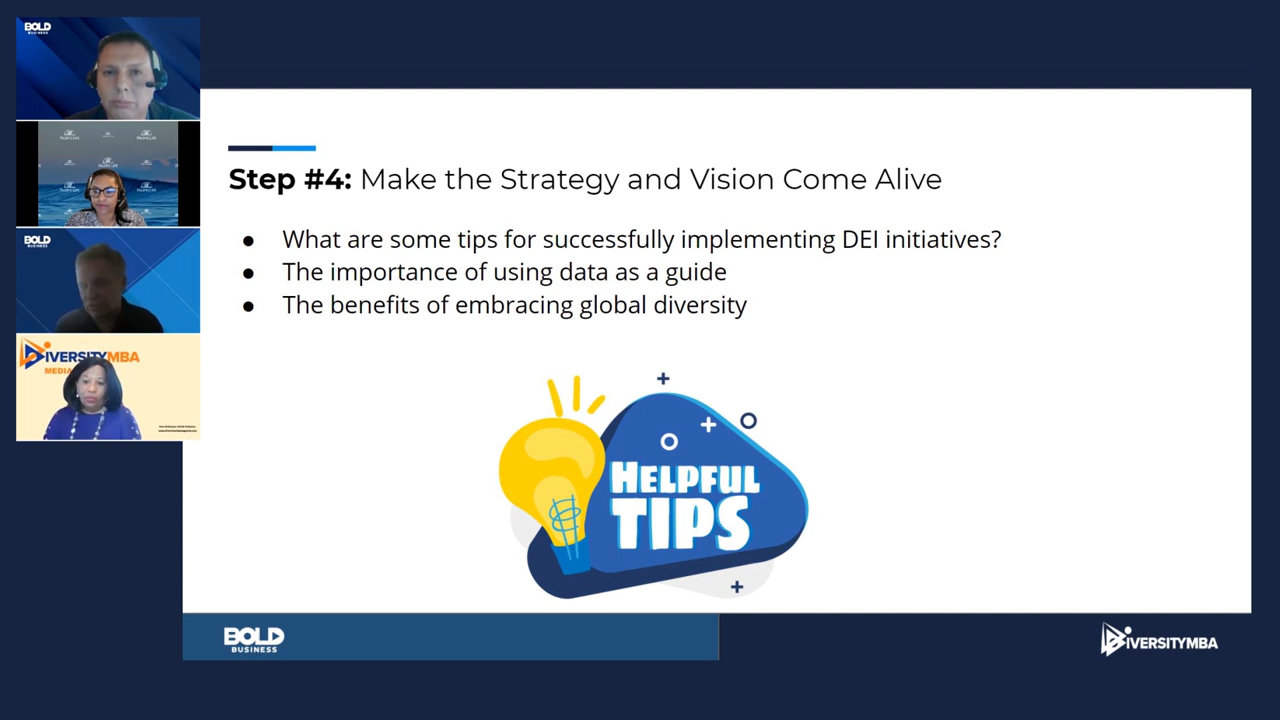 BOLD
BUSINESS
PACIFIC LIFE
BOLD
BUSINESS
DIVERSITYMBA
MEDIA
Step #4: Make the Strategy and Vision Come Alive
● What are some tips for successfully implementing DEI initiatives?
● The importance of using data as a guide
● The benefits of embracing global diversity
HELPFUL
TIPS
BOLD
BUSINESS
DIVERSITYMBA